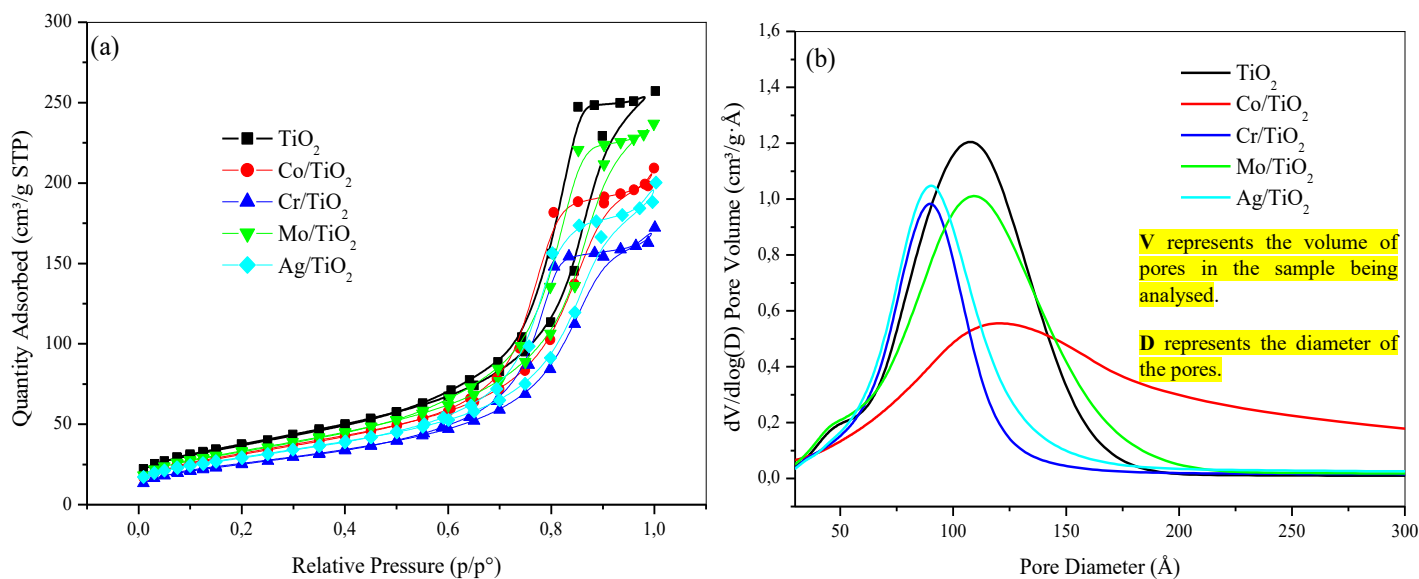 (a)
300
250
200
150
100
50
0
Quantity Adsorbed (cm³/g STP)
TiO₂
Co/TiO₂
Cr/TiO₂
Mo/TiO₂
Ag/TiO₂
0,0 0,2 0,4 0,6 0,8 1,0
Relative Pressure (p/p°)
(b)
1,6
1,4
1,2
1,0
0,8
0,6
0,4
0,2
0,0
dV/dlog(D) Pore Volume (cm³/g·Å)
TiO₂
Co/TiO₂
Cr/TiO₂
Mo/TiO₂
Ag/TiO₂
V represents the volume of
pores in the sample being
analysed.
D represents the diameter of
the pores.
50 100 150 200 250 300
Pore Diameter (Å)